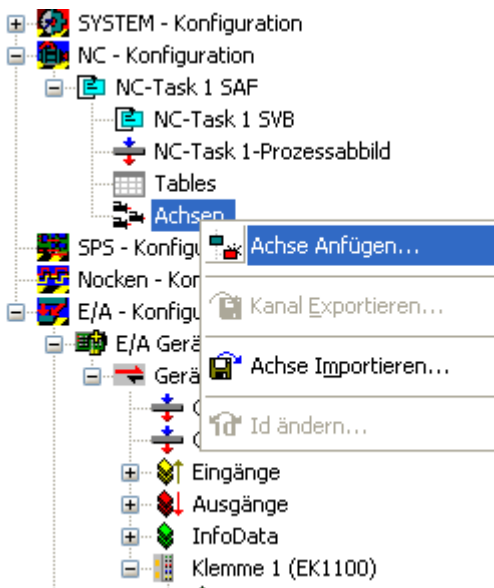 SYSTEM - Konfiguration
NC - Konfiguration
NC-Task 1 SAF
NC-Task 1 SVB
NC-Task 1-Prozessabbild
Tables
Achsen
SPS - Konfigu
Achse Anfügen...
Nocken - Kon
E/A - Konfigu
Kanal Exportieren...
E/A Gerä
Gerä
Achse Importieren...
Id ändern...
Eingänge
Ausgänge
InfoData
Klemme 1 (EK1100)